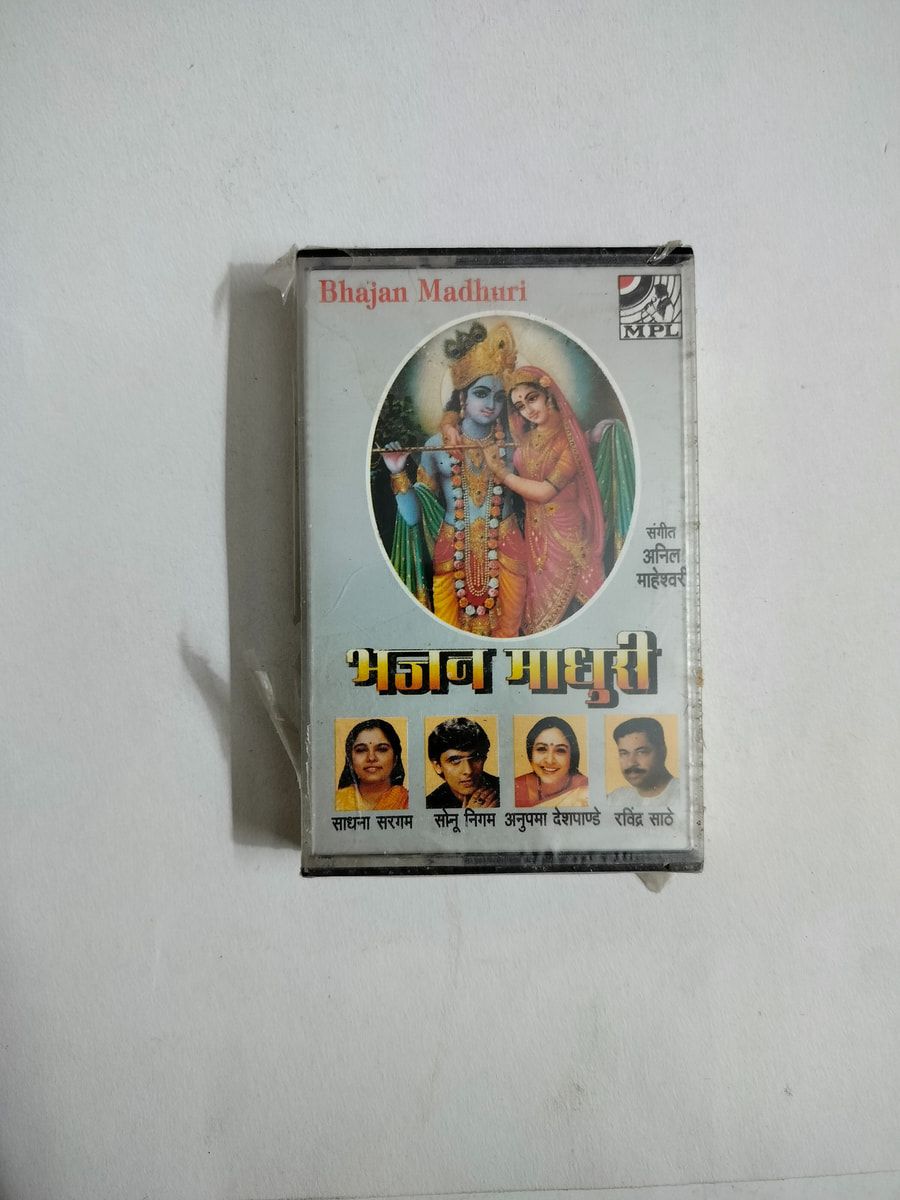 Bhajan Madhuri
MPL
संगीत
अनिल
माहेश्वरी
भजन माधुरी
साधना सरगम
सोनू निगम
अनुपमा देशपाण्डे
रविंद्र साठे